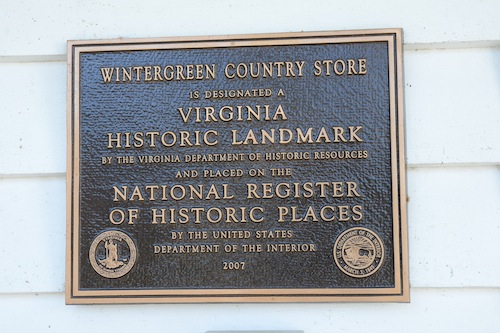 WINTERGREEN COUNTRY STORE
IS DESIGNATED A
VIRGINIA
HISTORIC LANDMARK
BY THE VIRGINIA DEPARTMENT OF HISTORIC RESOURCES
AND PLACED ON THE
NATIONAL REGISTER
OF HISTORIC PLACES
BY THE UNITED STATES
DEPARTMENT OF THE INTERIOR
2007